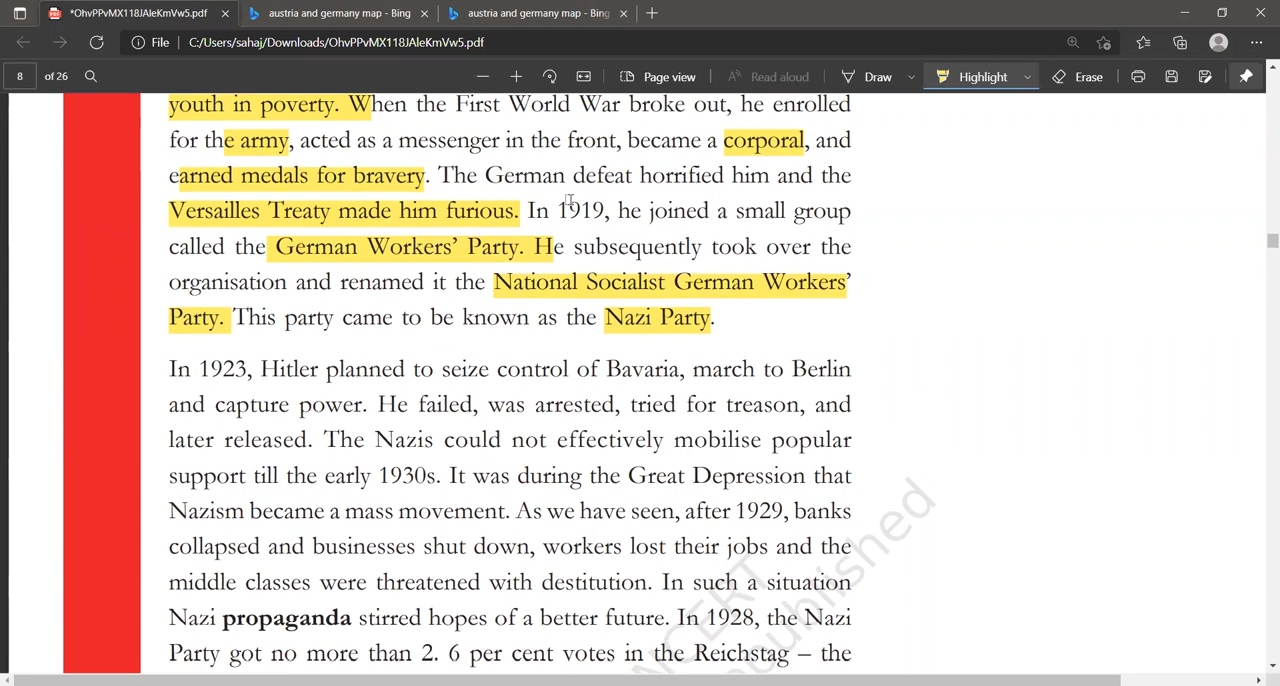 *OhvPPvMX118JAleKmVw5.pdf
austria and germany map - Bing
austria and germany map - Bing
File
C:/Users/sahaj/Downloads/OhvPPvMX118JAleKmVw5.pdf
8 of 26
Page view
Read aloud
Draw
Highlight
Erase
youth in poverty. When the First World War broke out, he enrolled
for the army, acted as a messenger in the front, became a corporal, and
earned medals for bravery. The German defeat horrified him and the
Versailles Treaty made him furious. In 1919, he joined a small group
called the German Workers' Party. He subsequently took over the
organisation and renamed it the National Socialist German Workers'
Party. This party came to be known as the Nazi Party.
In 1923, Hitler planned to seize control of Bavaria, march to Berlin
and capture power. He failed, was arrested, tried for treason, and
later released. The Nazis could not effectively mobilise popular
support till the early 1930s. It was during the Great Depression that
Nazism became a mass movement. As we have seen, after 1929, banks
collapsed and businesses shut down, workers lost their jobs and the
middle classes were threatened with destitution. In such a situation
Nazi propaganda stirred hopes of a better future. In 1928, the Nazi
Party got no more than 2. 6 per cent votes in the Reichstag – the
NCERT
published